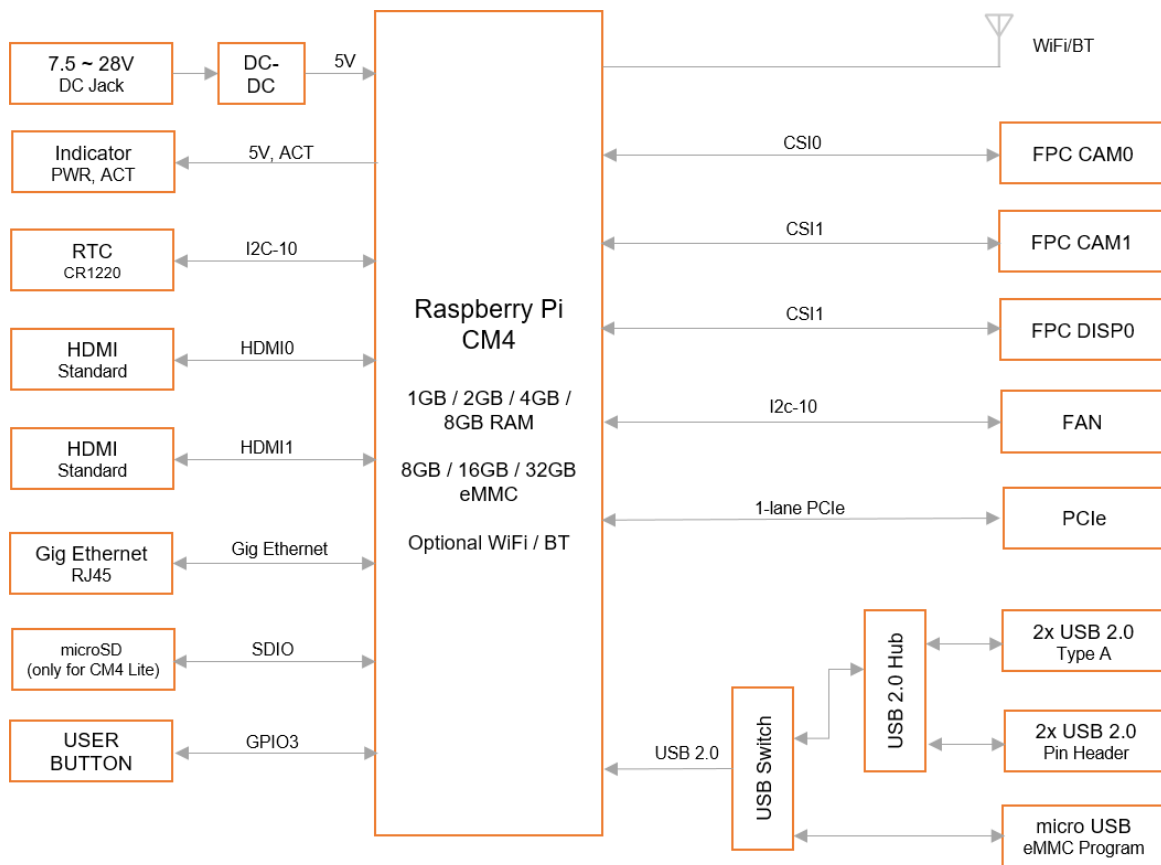 7.5 ~ 28V
DC Jack
DC-
DC
5V
Indicator
PWR, ACT
5V, ACT
RTC
CR1220
I2C-10
HDMI
Standard
HDMI0
HDMI
Standard
HDMI1
Gig Ethernet
RJ45
Gig Ethernet
microSD
(only for CM4 Lite)
SDIO
USER
BUTTON
GPIO3
Raspberry Pi
CM4
1GB / 2GB / 4GB /
8GB RAM
8GB / 16GB / 32GB
eMMC
Optional WiFi / BT
WiFi/BT
CSI0
FPC CAM0
CSI1
FPC CAM1
CSI1
FPC DISP0
I2c-10
FAN
1-lane PCIe
PCIe
USB 2.0
USB Switch
USB 2.0 Hub
2x USB 2.0
Type A
2x USB 2.0
Pin Header
micro USB
eMMC Program